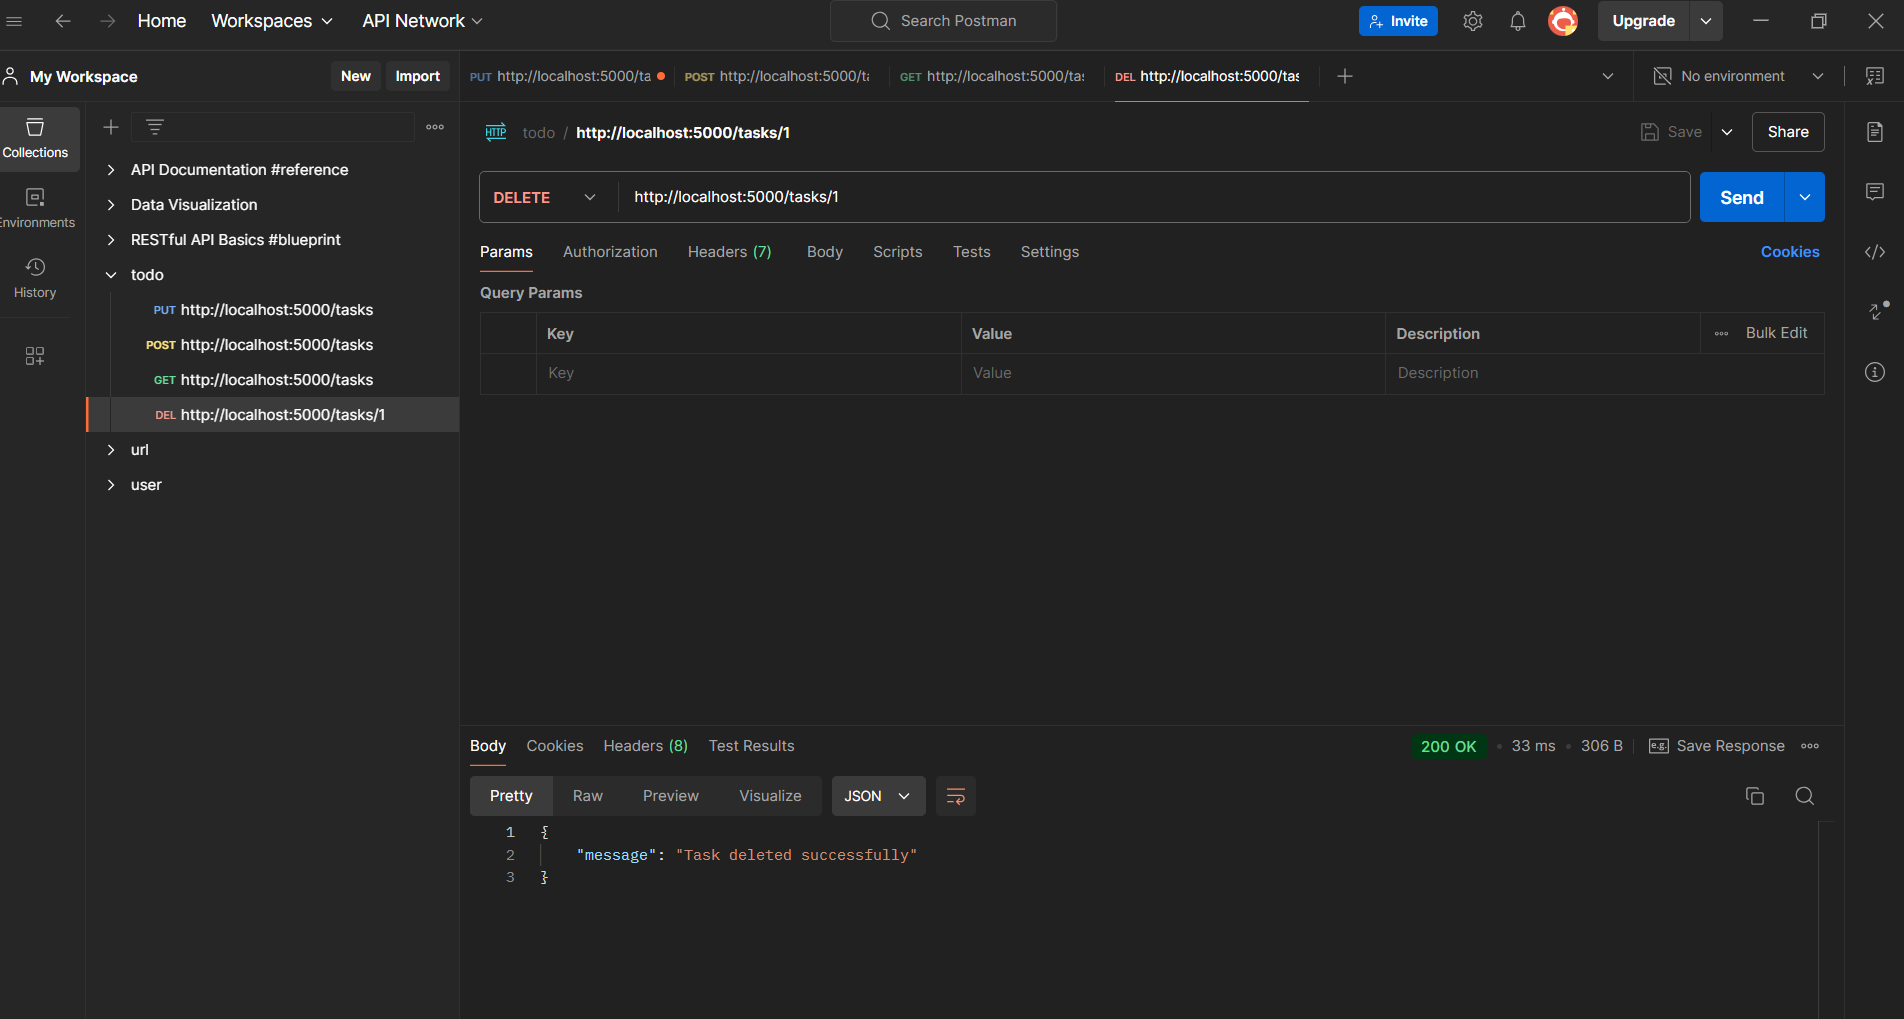 Home Workspaces API Network Search Postman Invite Upgrade
My Workspace New Import PUT http://localhost:5000/ta POST http://localhost:5000/ta GET http://localhost:5000/tas DEL http://localhost:5000/tas No environment
Collections
Environments
History
API Documentation #reference
Data Visualization
RESTful API Basics #blueprint
todo
PUT http://localhost:5000/tasks
POST http://localhost:5000/tasks
GET http://localhost:5000/tasks
DEL http://localhost:5000/tasks/1
url
user
HTTP todo / http://localhost:5000/tasks/1 Save Share
DELETE http://localhost:5000/tasks/1 Send
Params Authorization Headers (7) Body Scripts Tests Settings Cookies
Query Params
Key Value Description Bulk Edit
Key Value Description
Body Cookies Headers (8) Test Results 200 OK 33 ms 306 B e.g. Save Response
Pretty Raw Preview Visualize JSON
1 {
2 "message": "Task deleted successfully"
3 }